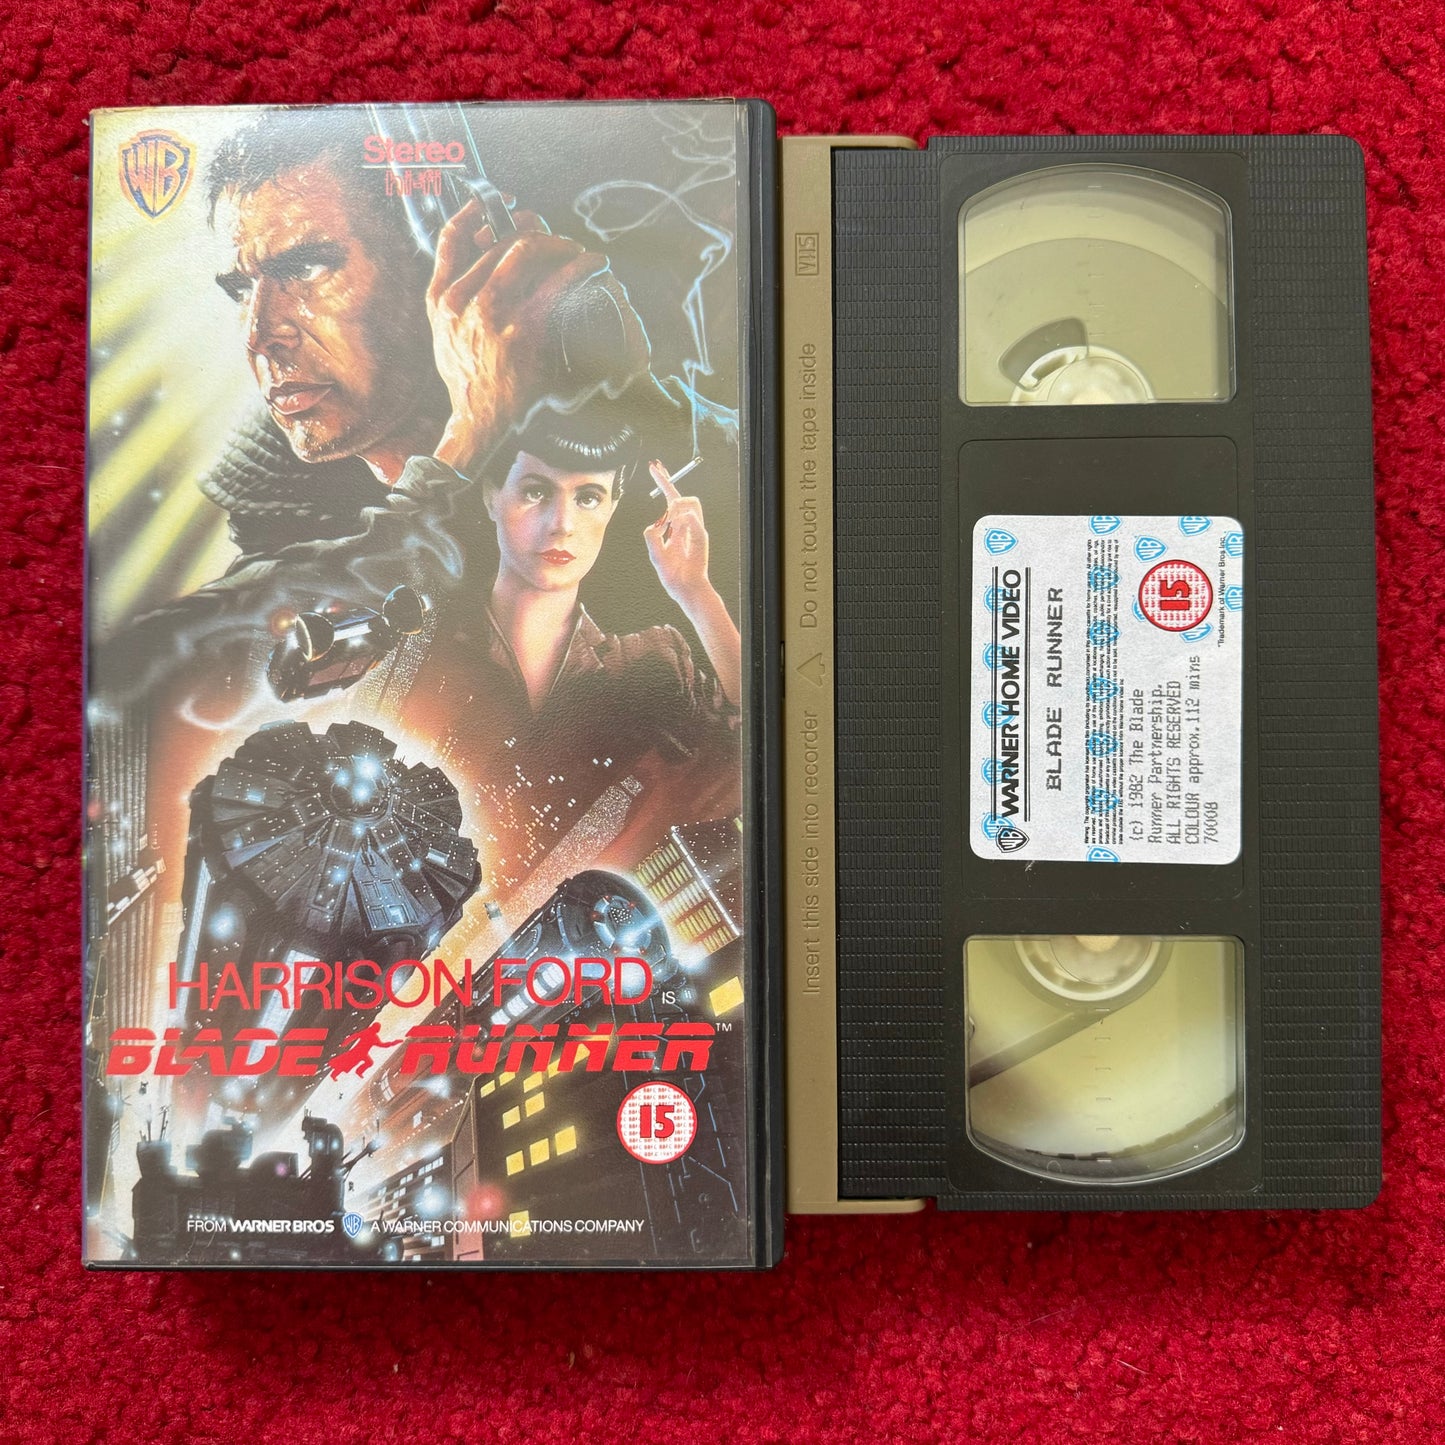 WB
Stereo
hi-fi
HARRISON FORD IS
BLADE RUNNER™
15
FROM WARNER BROS WB A WARNER COMMUNICATIONS COMPANY
VHS
Insert this side into recorder Do not touch the tape inside
WARNER HOME VIDEO
BLADE RUNNER
(c) 1982 The Blade
Runner Partnership.
ALL RIGHTS RESERVED
COLOUR approx.112 mins
70008
15
*Trademark of Warner Bros Inc.